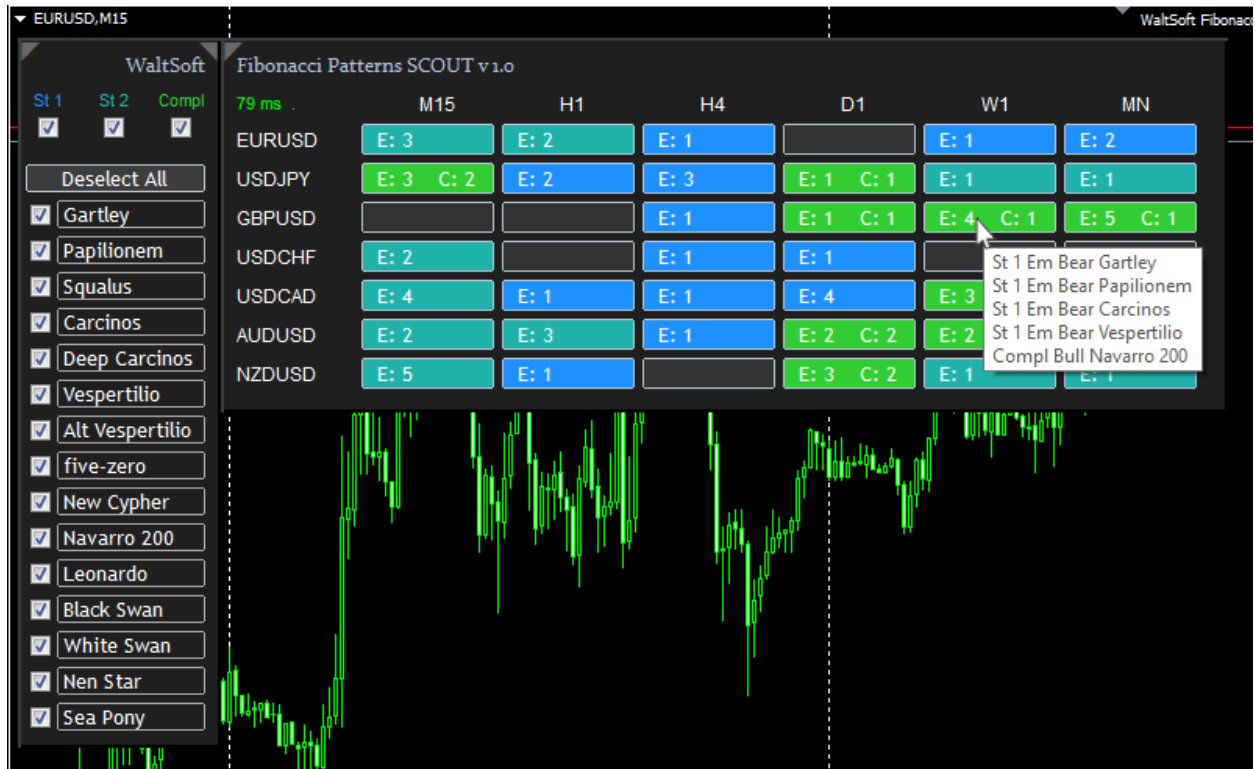 EURUSD,M15
WaltSoft Fibonacc
WaltSoft
St 1 St 2 Compl
Deselect All
Gartley
Papilionem
Squalus
Carcinos
Deep Carcinos
Vespertilio
Alt Vespertilio
five-zero
New Cypher
Navarro 200
Leonardo
Black Swan
White Swan
Nen Star
Sea Pony
Fibonacci Patterns SCOUT v 1.0
79 ms . M15 H1 H4 D1 W1 MN
EURUSD E: 3 E: 2 E: 1 E: 1 E: 2
USDJPY E: 3 C: 2 E: 2 E: 3 E: 1 C: 1 E: 1 E: 1
GBPUSD E: 1 E: 1 C: 1 E: 4 C: 1 E: 5 C: 1
USDCHF E: 2 E: 1 E: 1
USDCAD E: 4 E: 1 E: 1 E: 4 E: 3
AUDUSD E: 2 E: 3 E: 1 E: 2 C: 2 E: 2
NZDUSD E: 5 E: 1 E: 3 C: 2 E: 1 E: 1
St 1 Em Bear Gartley
St 1 Em Bear Papilionem
St 1 Em Bear Carcinos
St 1 Em Bear Vespertilio
Compl Bull Navarro 200